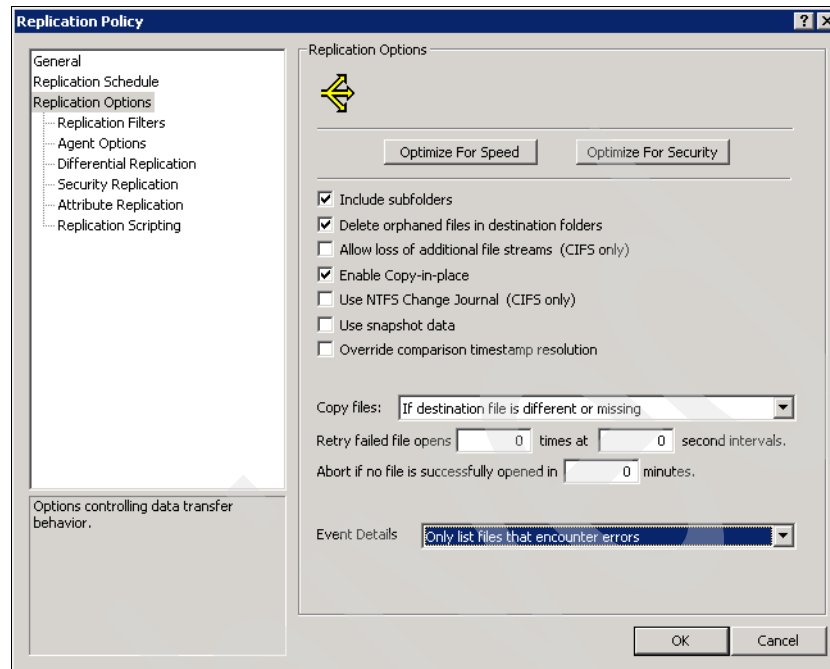 Replication Policy
General
Replication Schedule
Replication Options
Replication Filters
Agent Options
Differential Replication
Security Replication
Attribute Replication
Replication Scripting
Options controlling data transfer
behavior.
Replication Options
Optimize For Speed Optimize For Security
Include subfolders
Delete orphaned files in destination folders
Allow loss of additional file streams (CIFS only)
Enable Copy-in-place
Use NTFS Change Journal (CIFS only)
Use snapshot data
Override comparison timestamp resolution
Copy files: If destination file is different or missing
Retry failed file opens 0 times at 0 second intervals.
Abort if no file is successfully opened in 0 minutes.
Event Details Only list files that encounter errors
OK Cancel